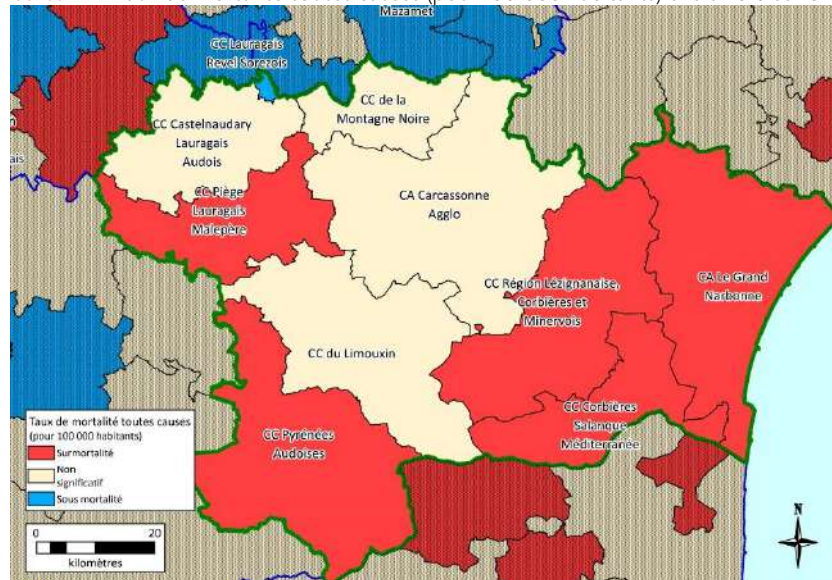 Mazamet
CC Lauragais
Revel Sorezois
CC de la
Montagne Noire
CC Castelnaudary
Lauragais
Audois
CC Piège
Lauragais
Malepère
CA Carcassonne
Agglo
CC Région Lézignanaise,
Corbières et
Minervois
CA Le Grand
Narbonne
CC du Limouxin
CC Corbières
Salanque
Méditerranée
CC Pyrénées
Audoises
Taux de mortalité toutes causes
(pour 100 000 habitants)
Surmortalité
Non
significatif
Sous mortalité
0 20
kilomètres
N